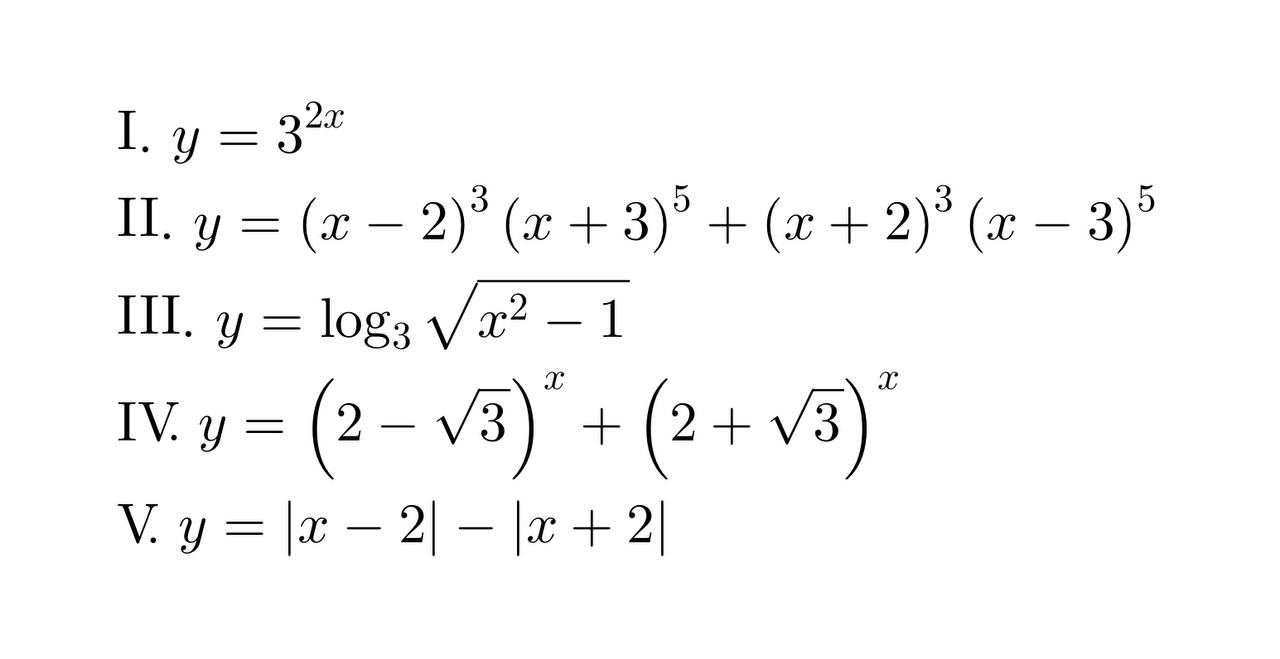 I. y = 3^{2x}
II. y = (x − 2)^3 (x + 3)^5 + (x + 2)^3 (x − 3)^5
III. y = log_3 √(x^2 − 1)
IV. y = (2 − √3)^x + (2 + √3)^x
V. y = |x − 2| − |x + 2|